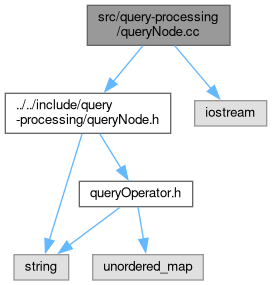 src/query-processing
/queryNode.cc
../../include/query
-processing/queryNode.h
iostream
queryOperator.h
string
unordered_map